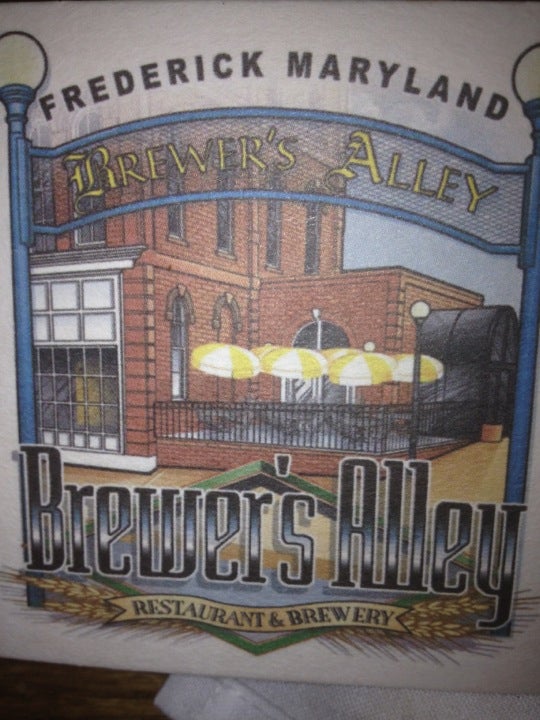 FREDERICK MARYLAND
BREWER'S ALLEY
Brewer's Alley
RESTAURANT & BREWERY